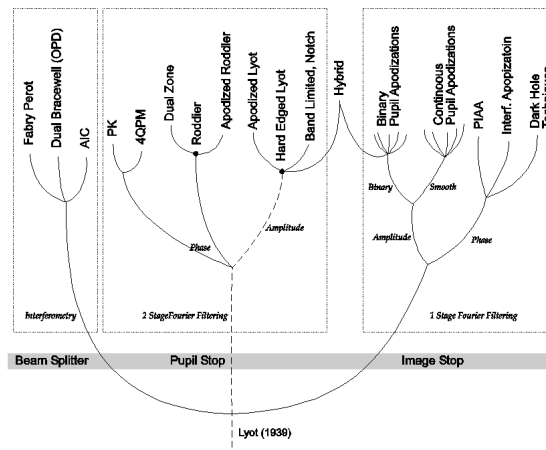 Fabry Perot
Dual Bracewell (OPD)
AIC
PK
4QPM
Dual Zone
Roddier
Apodized Roddier
Apodized Lyot
Hard Edged Lyot
Band Limited, Notch
Hybrid
Binary
Pupil Apodizations
Continous
Pupil Apodizations
PIAA
Interf. Apopizatoin
Dark Hole
Binary
Smooth
Phase
Amplitude
Amplitude
Phase
Interferometry
2 StageFourier Filtering
1 Stage Fourier Filtering
Beam Splitter
Pupil Stop
Image Stop
Lyot (1939)